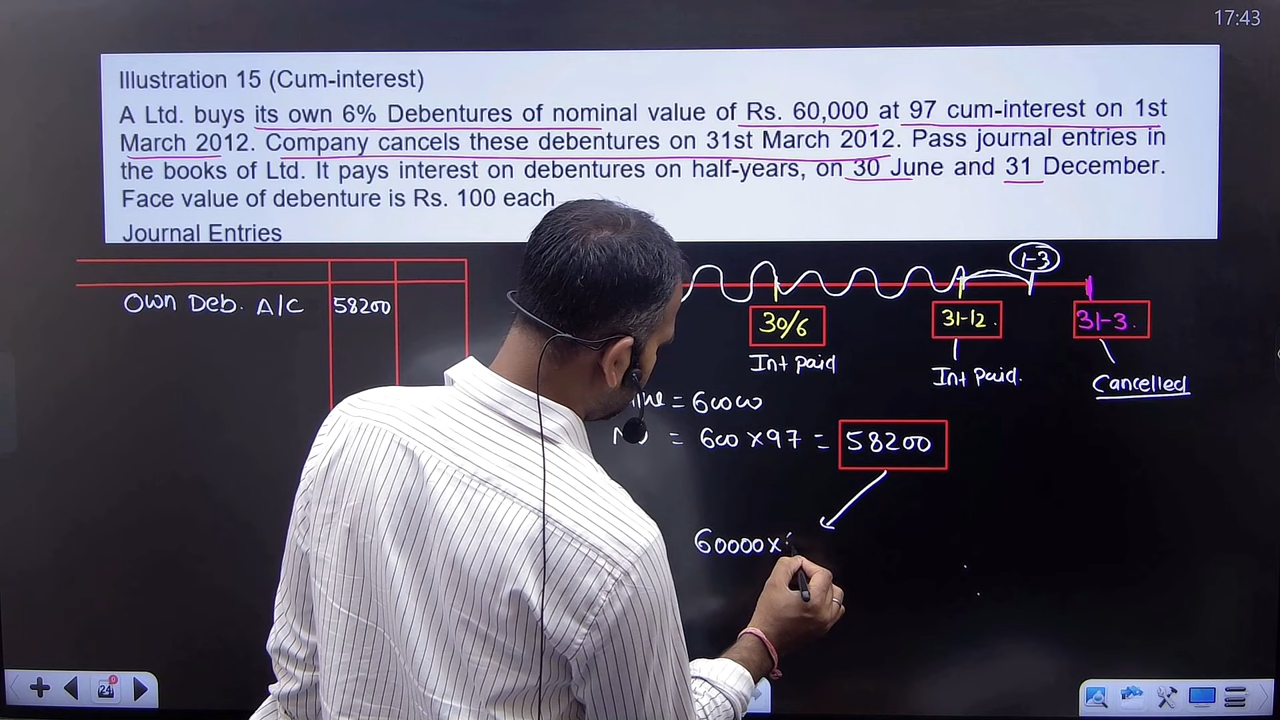 17:43
Illustration 15 (Cum-interest)
A Ltd. buys its own 6% Debentures of nominal value of Rs. 60,000 at 97 cum-interest on 1st
March 2012. Company cancels these debentures on 31st March 2012. Pass journal entries in
the books of Ltd. It pays interest on debentures on half-years, on 30 June and 31 December.
Face value of debenture is Rs. 100 each
Journal Entries
1-3
Own Deb. A/C 58200
30/6
31-12.
31-3.
Int paid
Int paid.
Cancelled
= 60000
= 600 x 97 = 58200
60000x
24